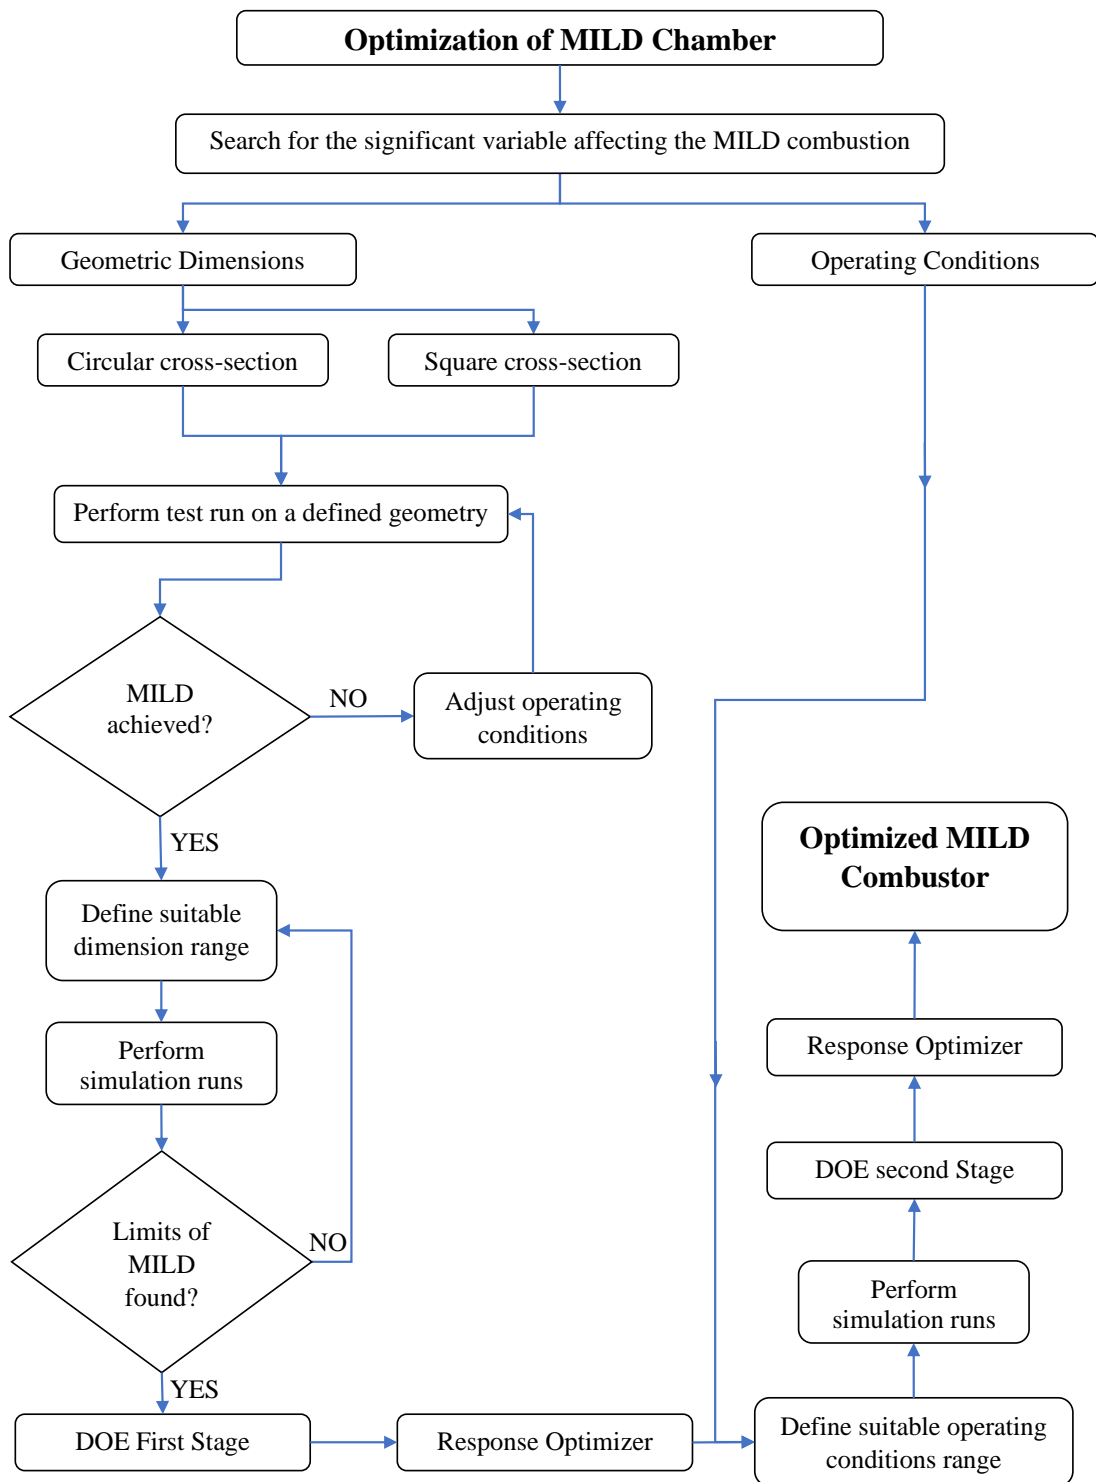 Optimization of MILD Chamber
Search for the significant variable affecting the MILD combustion
Geometric Dimensions
Operating Conditions
Circular cross-section
Square cross-section
Perform test run on a defined geometry
MILD
achieved?
NO
Adjust operating
conditions
YES
Define suitable
dimension range
Perform
simulation runs
Limits of
MILD
found?
NO
YES
DOE First Stage
Response Optimizer
Define suitable operating
conditions range
Perform
simulation runs
DOE second Stage
Response Optimizer
Optimized MILD
Combustor